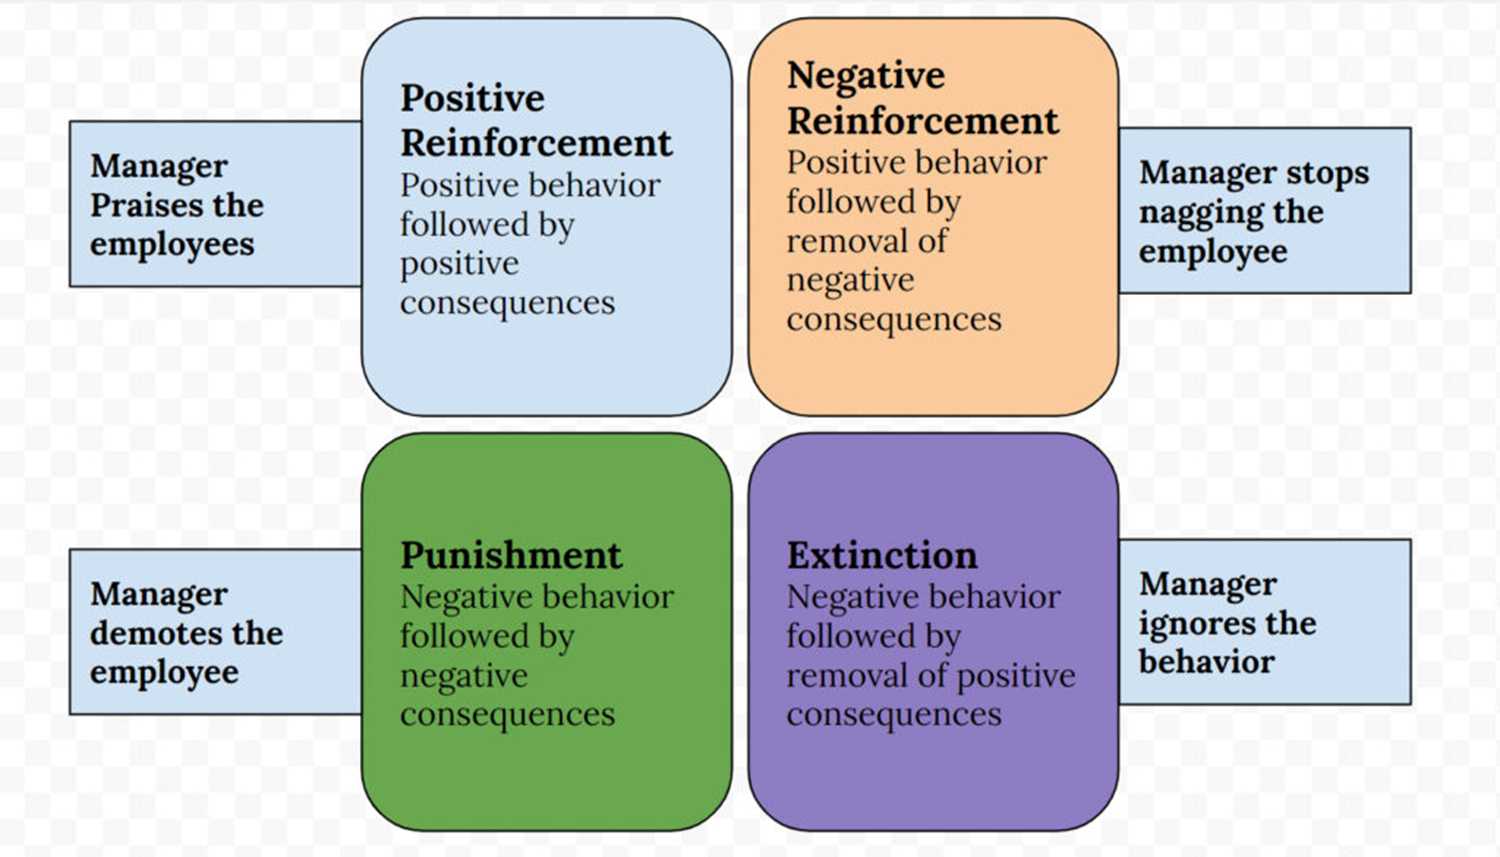 Manager
Praises the
employees
Positive
Reinforcement
Positive behavior
followed by
positive
consequences
Negative
Reinforcement
Positive behavior
followed by
removal of
negative
consequences
Manager stops
nagging the
employee
Manager
demotes the
employee
Punishment
Negative behavior
followed by
negative
consequences
Extinction
Negative behavior
followed by
removal of positive
consequences
Manager
ignores the
behavior